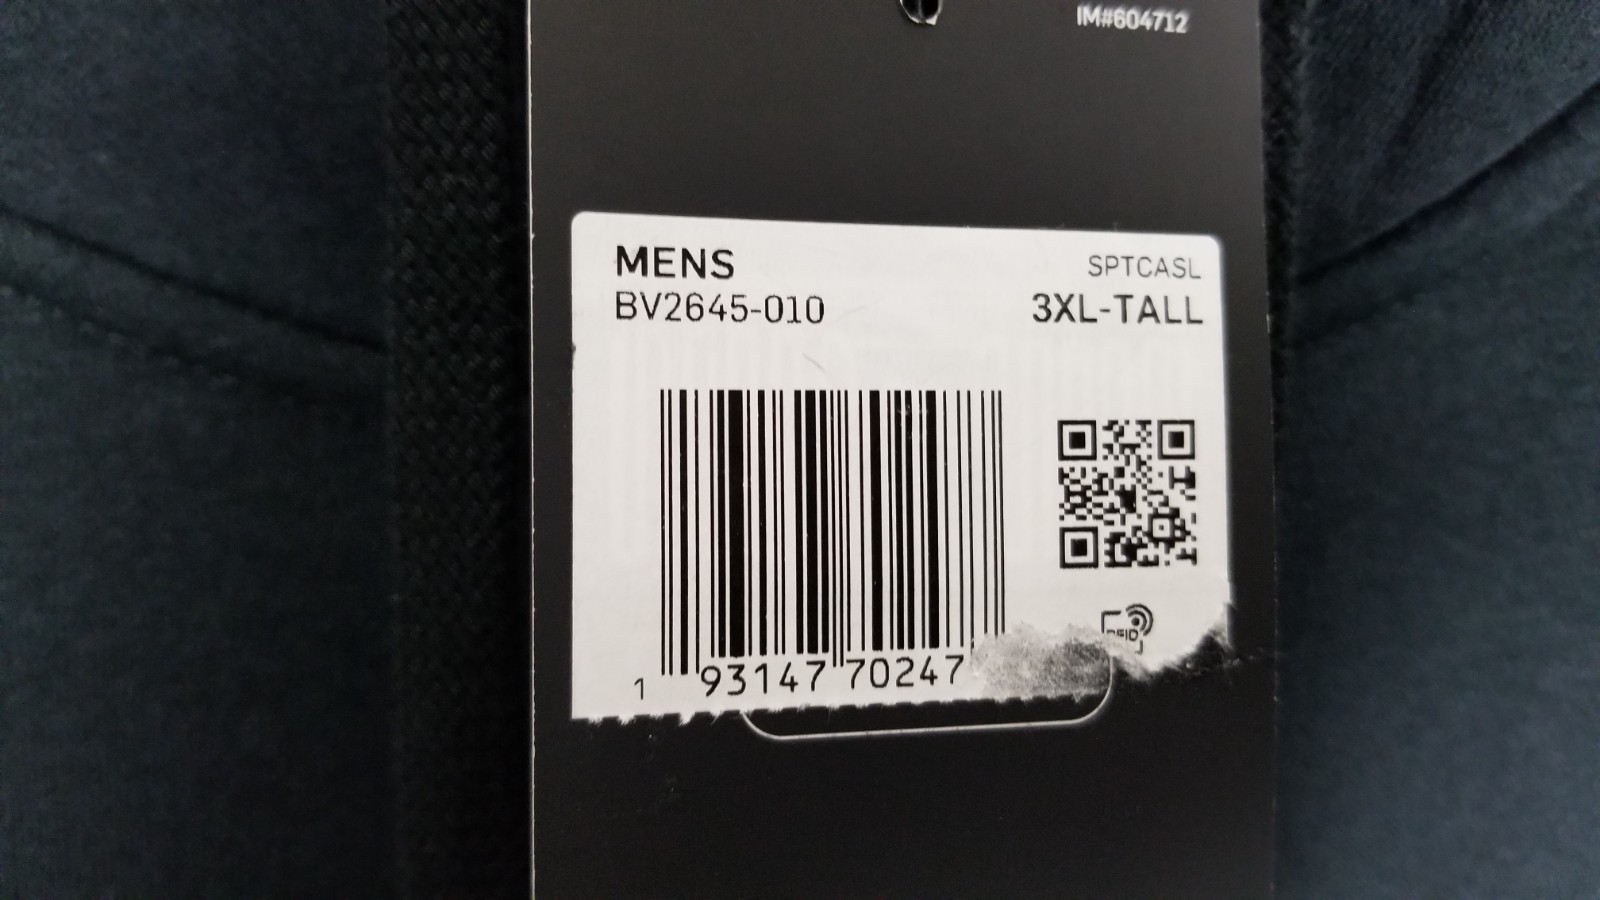 IM#604712
MENS
SPTCASL
BV2645-010
3XL-TALL
1 93147 70247